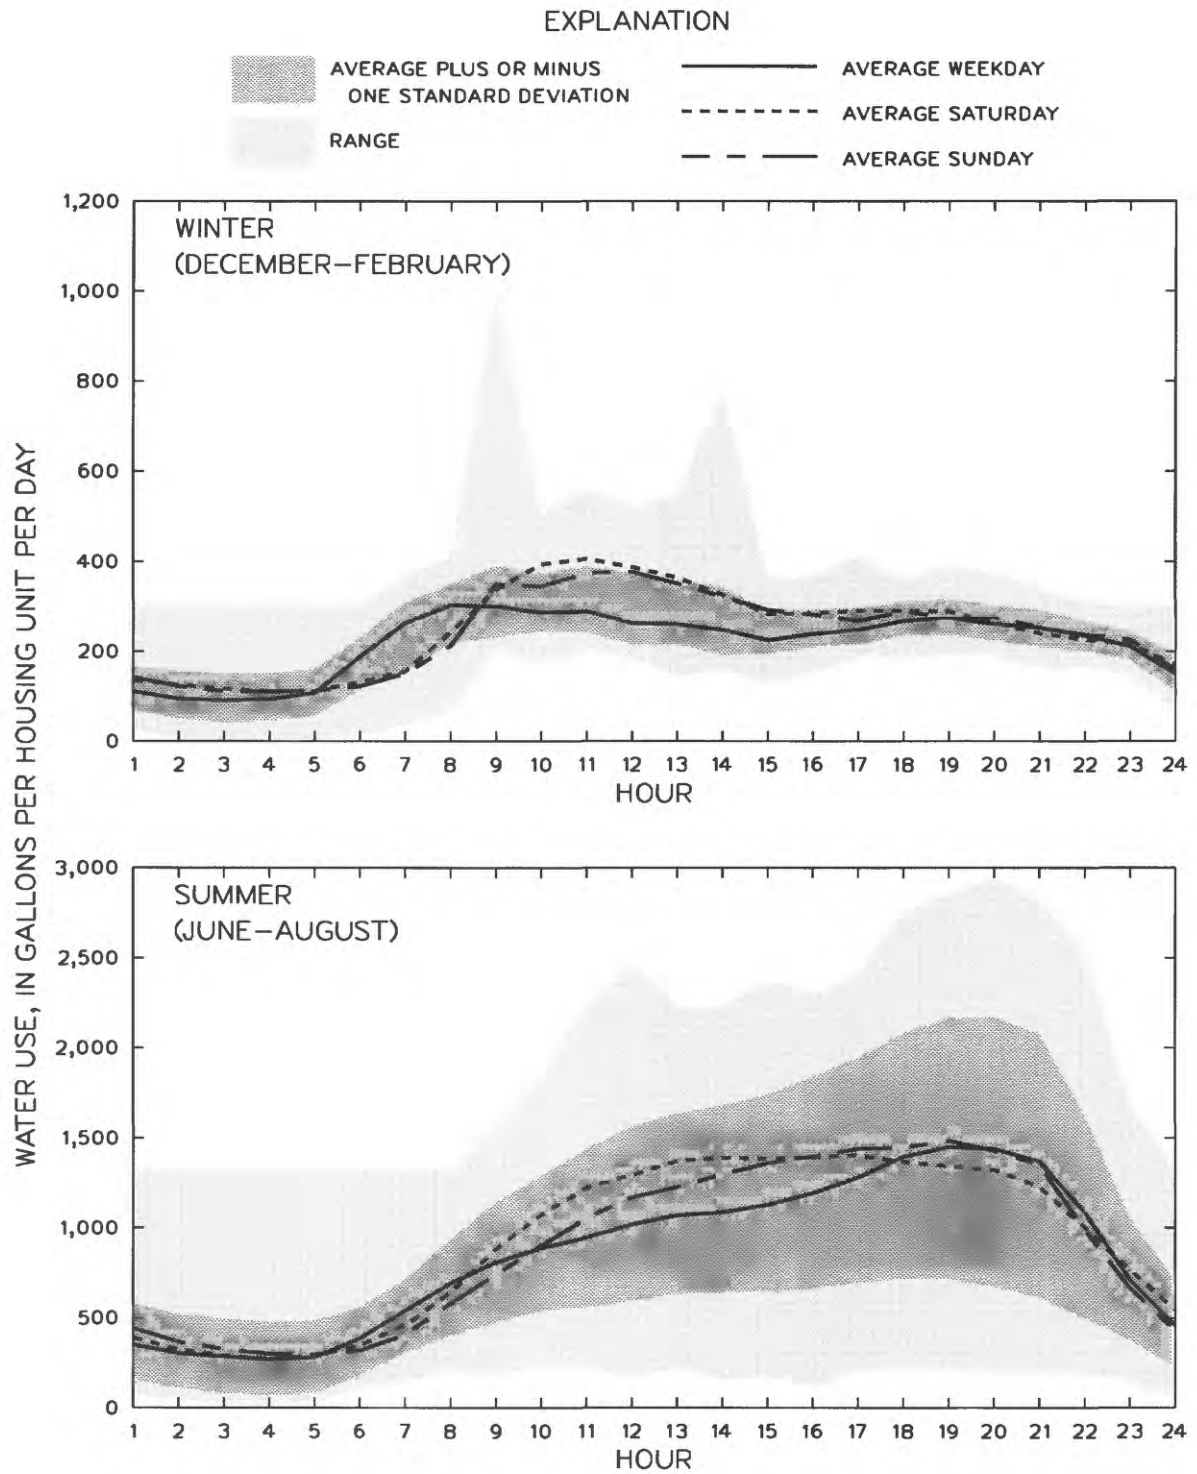 EXPLANATION
AVERAGE PLUS OR MINUS
ONE STANDARD DEVIATION
RANGE
AVERAGE WEEKDAY
AVERAGE SATURDAY
AVERAGE SUNDAY
WATER USE, IN GALLONS PER HOUSING UNIT PER DAY
1,200
1,000
800
600
400
200
0
WINTER
(DECEMBER–FEBRUARY)
1 2 3 4 5 6 7 8 9 10 11 12 13 14 15 16 17 18 19 20 21 22 23 24
HOUR
3,000
2,500
2,000
1,500
1,000
500
0
SUMMER
(JUNE–AUGUST)
1 2 3 4 5 6 7 8 9 10 11 12 13 14 15 16 17 18 19 20 21 22 23 24
HOUR